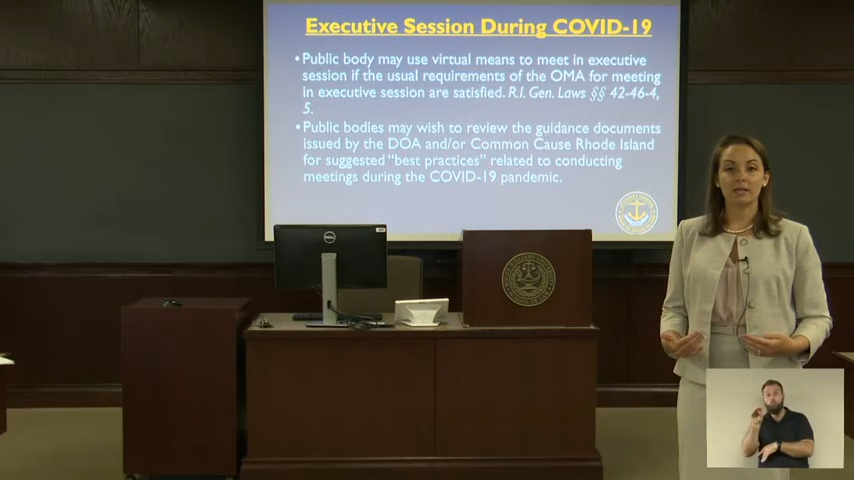 Executive Session During COVID-19
•Public body may use virtual means to meet in executive
session if the usual requirements of the OMA for meeting
in executive session are satisfied. R.I. Gen. Laws §§ 42-46-4,
5.
•Public bodies may wish to review the guidance documents
issued by the DOA and/or Common Cause Rhode Island
for suggested “best practices” related to conducting
meetings during the COVID-19 pandemic.
DELL